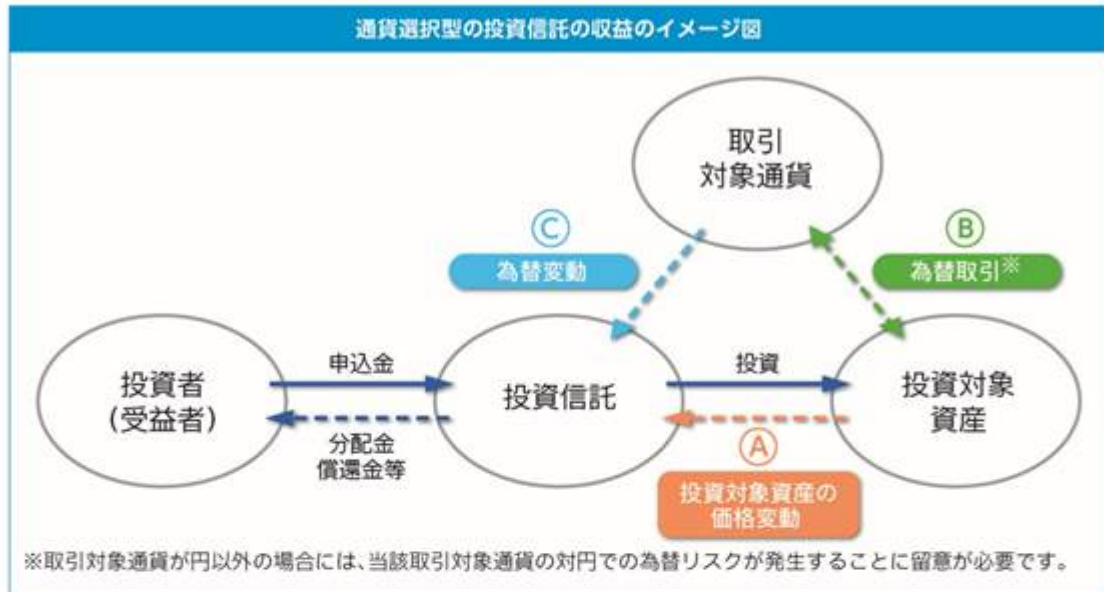 通貨選択型の投資信託の収益のイメージ図
取引
対象通貨
Ⓒ
為替変動
Ⓑ
為替取引※
投資者
(受益者)
申込金
分配金
償還金等
投資信託
投資
Ⓐ
投資対象資産の
価格変動
投資対象
資産
※取引対象通貨が円以外の場合には、当該取引対象通貨の対円での為替リスクが発生することに留意が必要です。